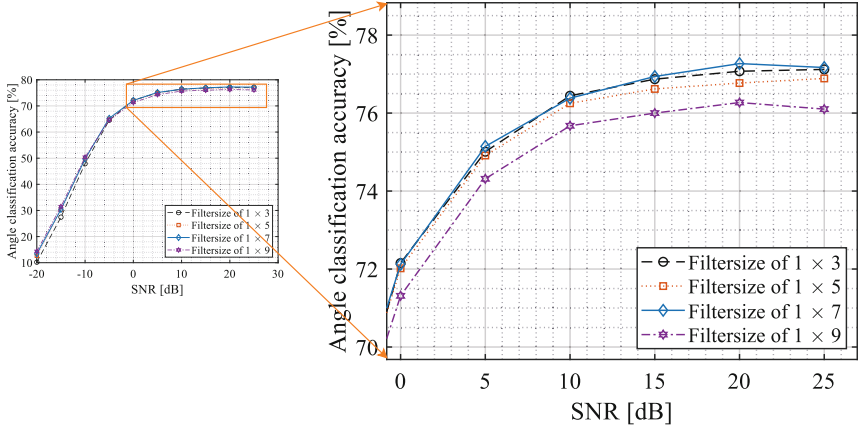 Angle classification accuracy [%]
80
70
60
50
40
30
20
10
-20
-10
0
10
20
30
SNR [dB]
Filtersize of 1 × 3
Filtersize of 1 × 5
Filtersize of 1 × 7
Filtersize of 1 × 9
Angle classification accuracy [%]
78
76
74
72
70
0
5
10
15
20
25
SNR [dB]
Filtersize of 1 × 3
Filtersize of 1 × 5
Filtersize of 1 × 7
Filtersize of 1 × 9